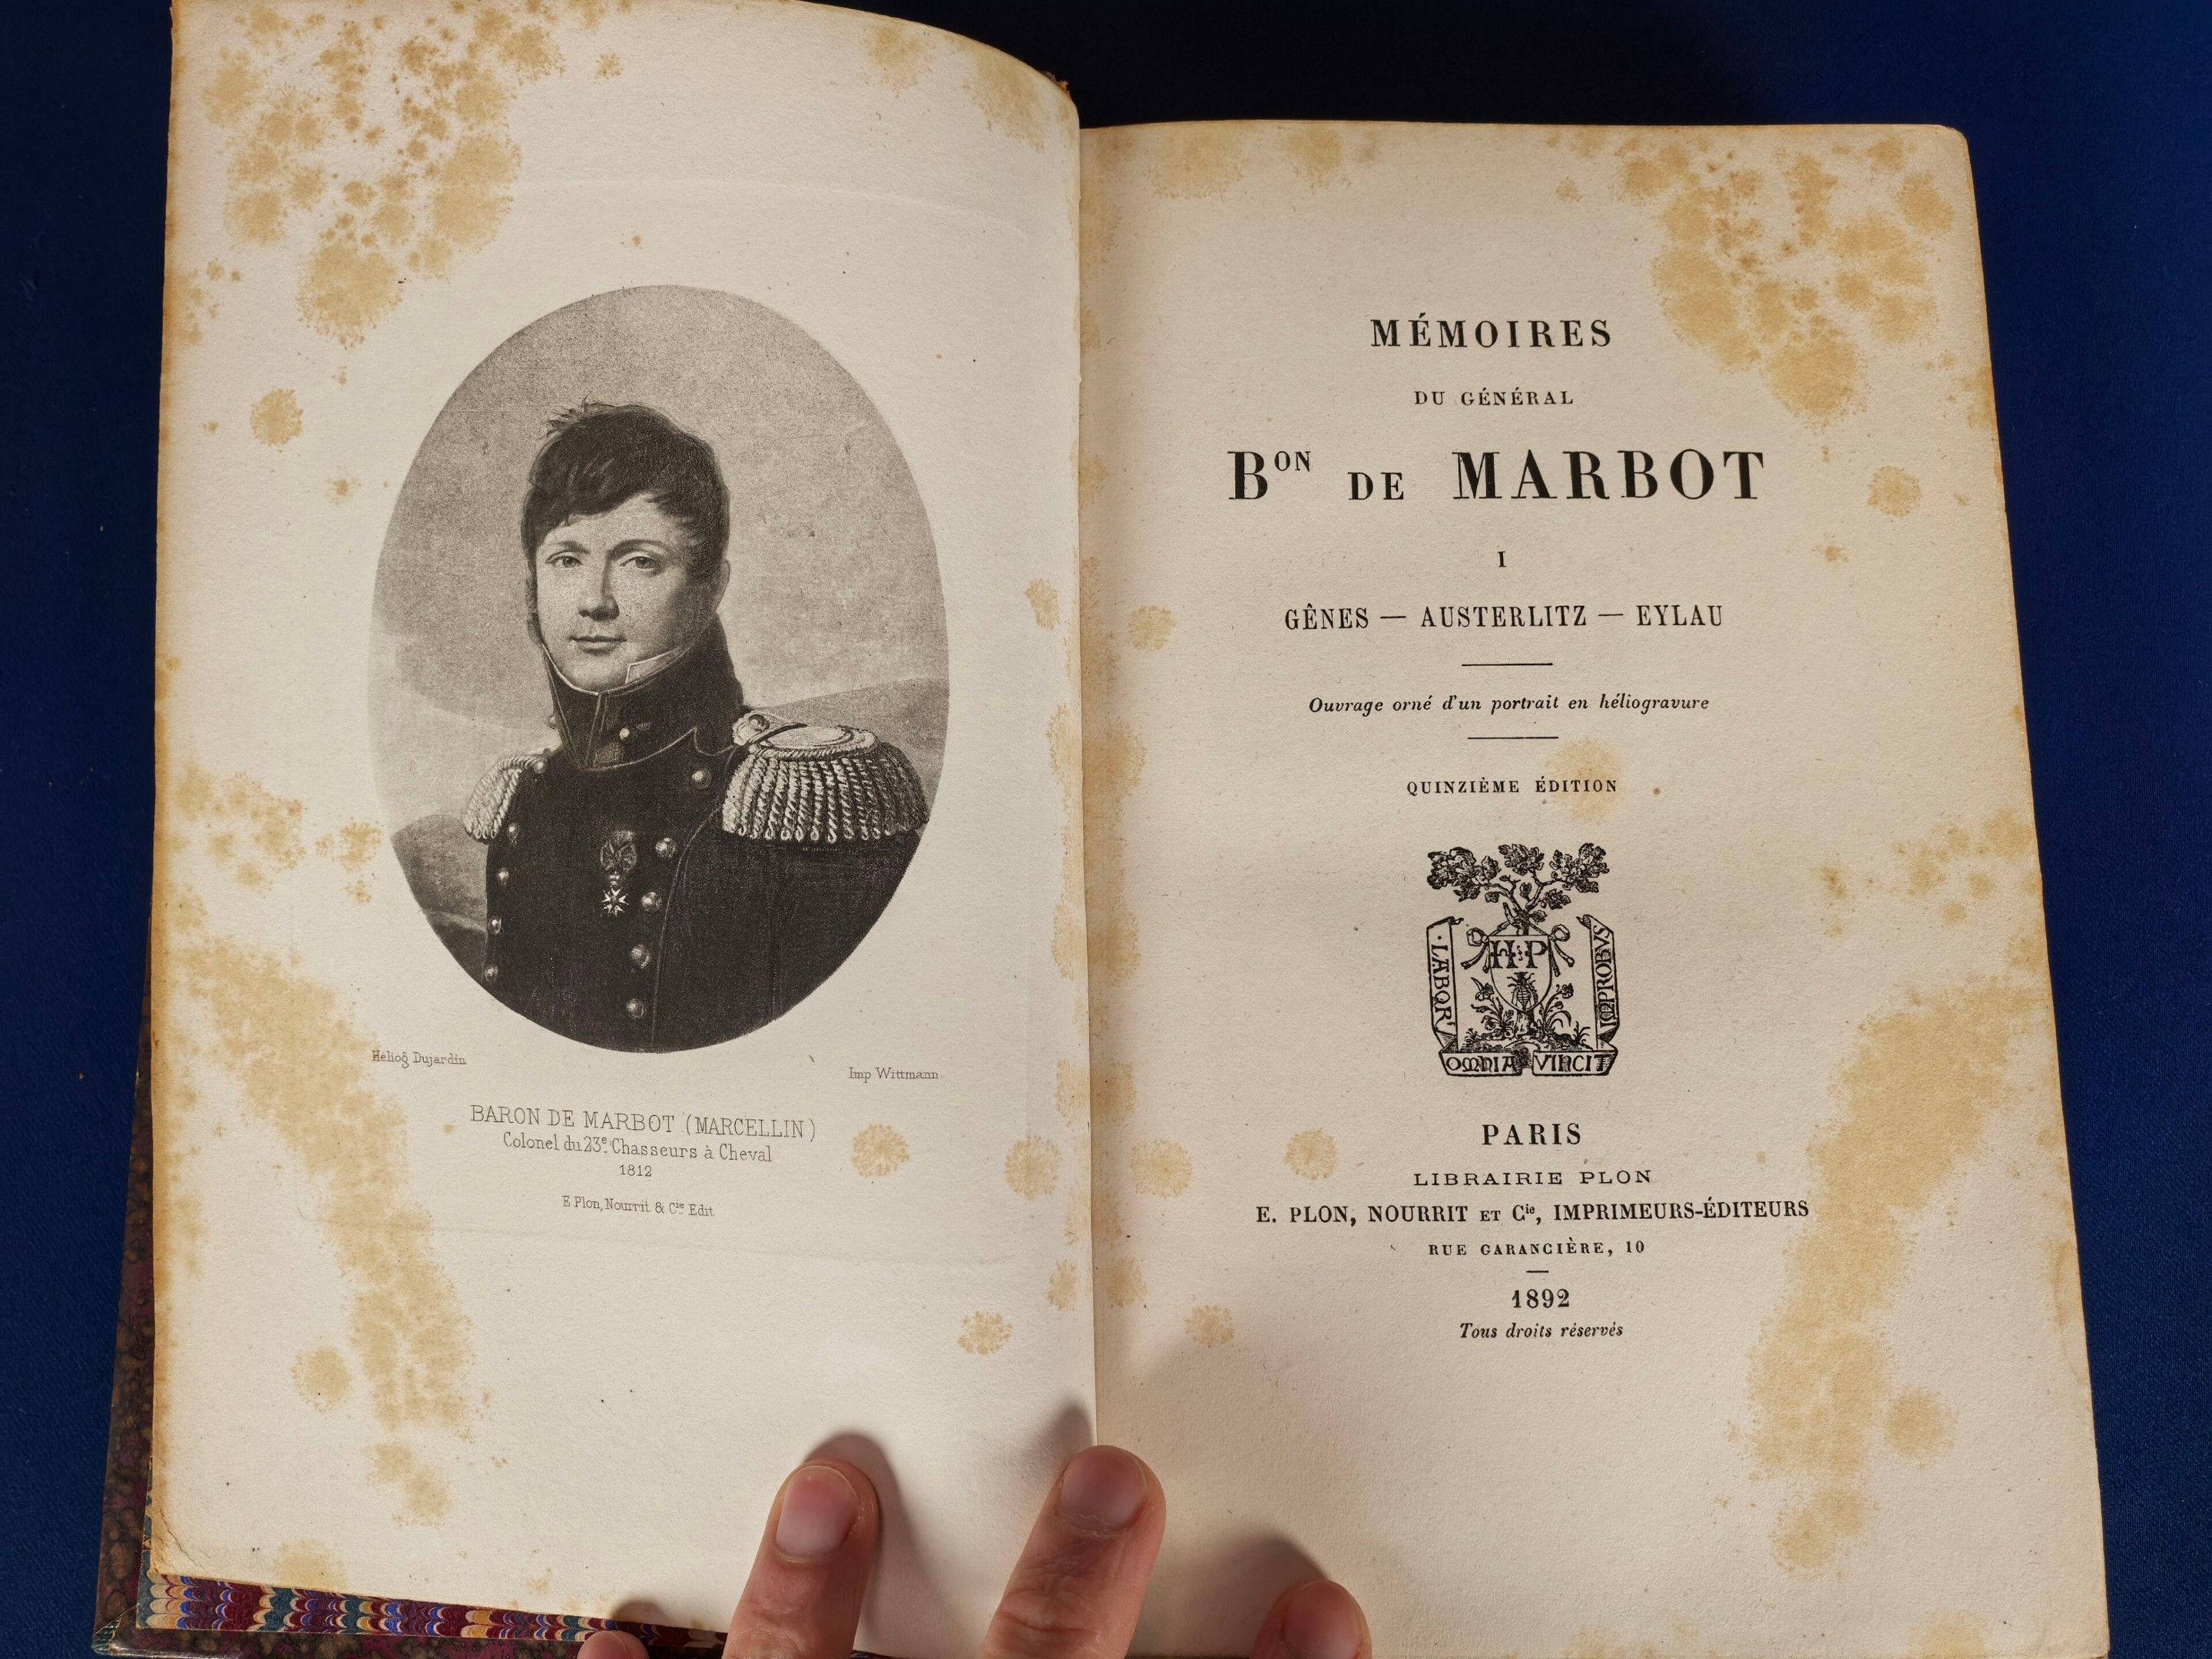 Héliog Dujardin
Imp. Wittmann
BARON DE MARBOT (MARCELLIN)
Colonel du 23e Chasseurs à Cheval
1812
E Plon, Nourrit & Cie Edit
MÉMOIRES
DU GÉNÉRAL
BON DE MARBOT
I
GÊNES — AUSTERLITZ — EYLAU
Ouvrage orné d'un portrait en héliogravure
QUINZIÈME ÉDITION
H·P
LABOR
IMPROBVS
OMNIA VINCIT
PARIS
LIBRAIRIE PLON
E. PLON, NOURRIT ET Cie, IMPRIMEURS-ÉDITEURS
RUE GARANCIÈRE, 10
1892
Tous droits réservés